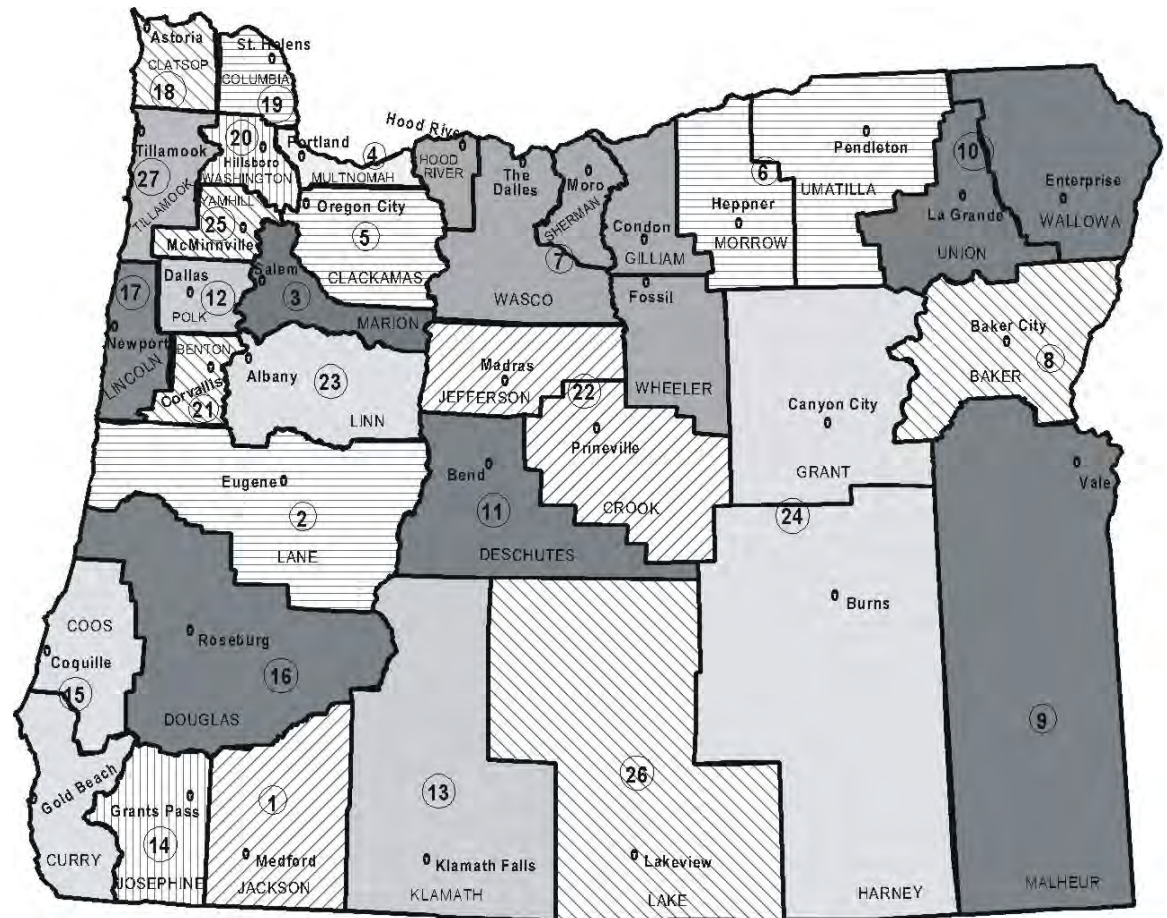 Astoria
CLATSOP
18
St. Helens
COLUMBIA
19
20
Hillsboro
WASHINGTON
Portland
4
MULTNOMAH
Hood River
HOOD
RIVER
The
Dalles
Moro
SHERMAN
7
WASCO
Condon
GILLIAM
Fossil
WHEELER
6
Heppner
MORROW
Pendleton
UMATILLA
10
La Grande
UNION
Enterprise
WALLOWA
Tillamook
27
TILLAMOOK
YAMHILL
25
McMinnville
Oregon City
5
CLACKAMAS
17
Newport
LINCOLN
Dallas
12
POLK
Salem
3
MARION
BENTON
Corvallis
21
Albany
23
LINN
Madras
JEFFERSON
22
Prineville
CROOK
Canyon City
GRANT
Baker City
8
BAKER
Vale
Eugene
2
LANE
Bend
11
DESCHUTES
24
Burns
HARNEY
9
MALHEUR
COOS
Coquille
15
Roseburg
16
DOUGLAS
Gold Beach
CURRY
Grants Pass
14
JOSEPHINE
1
Medford
JACKSON
13
Klamath Falls
KLAMATH
26
Lakeview
LAKE